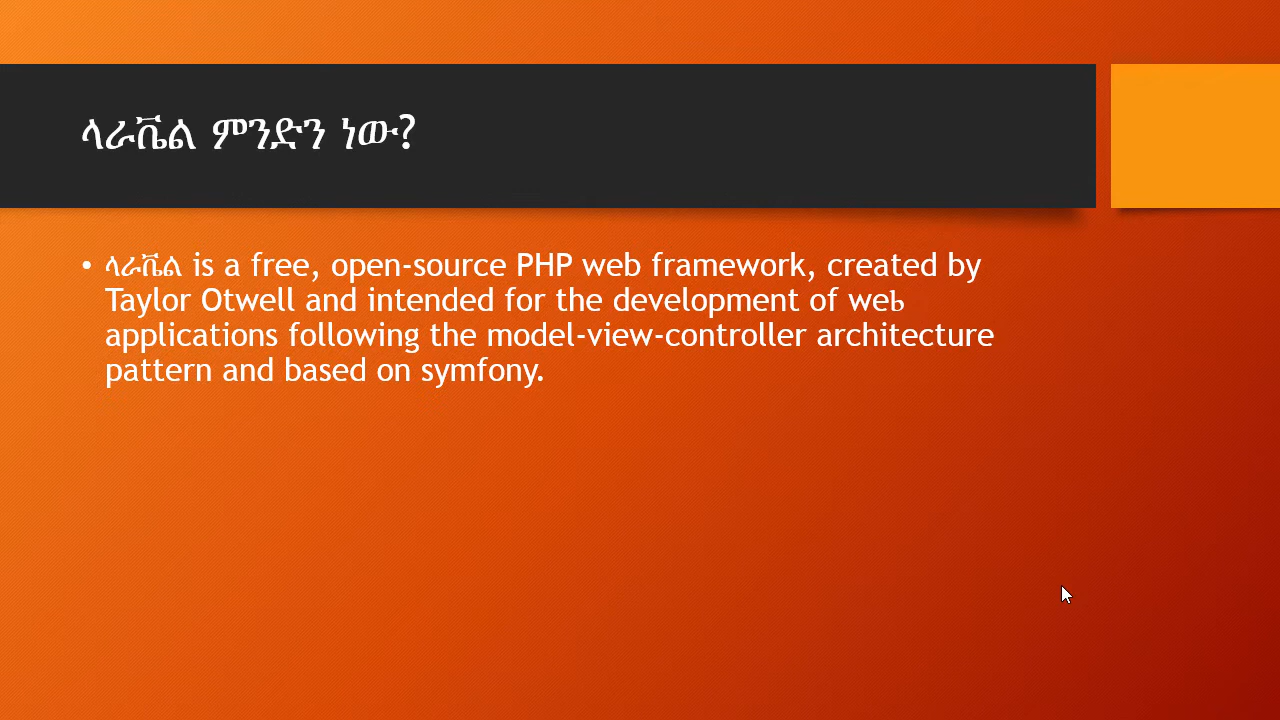 ላራቬል ምንድን ነው?
• ላራቬል is a free, open-source PHP web framework, created by
Taylor Otwell and intended for the development of web
applications following the model-view-controller architecture
pattern and based on symfony.